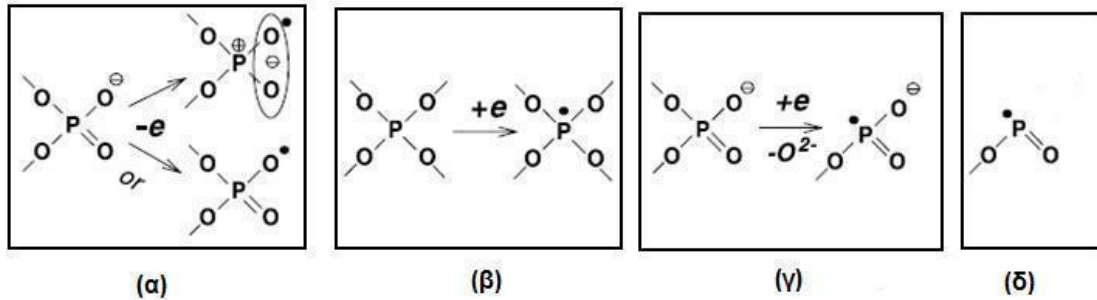 O O ⊖
P
O O
-e
or
O O •
⊕ ⊖
P
O O
O O •
P
O O
(α)
O O
P
O O
+e
O • O
P
O O
(β)
O O ⊖
P
O O
+e
-O²⁻
• O ⊖
P
O O
(γ)
•
P
O O
(δ)